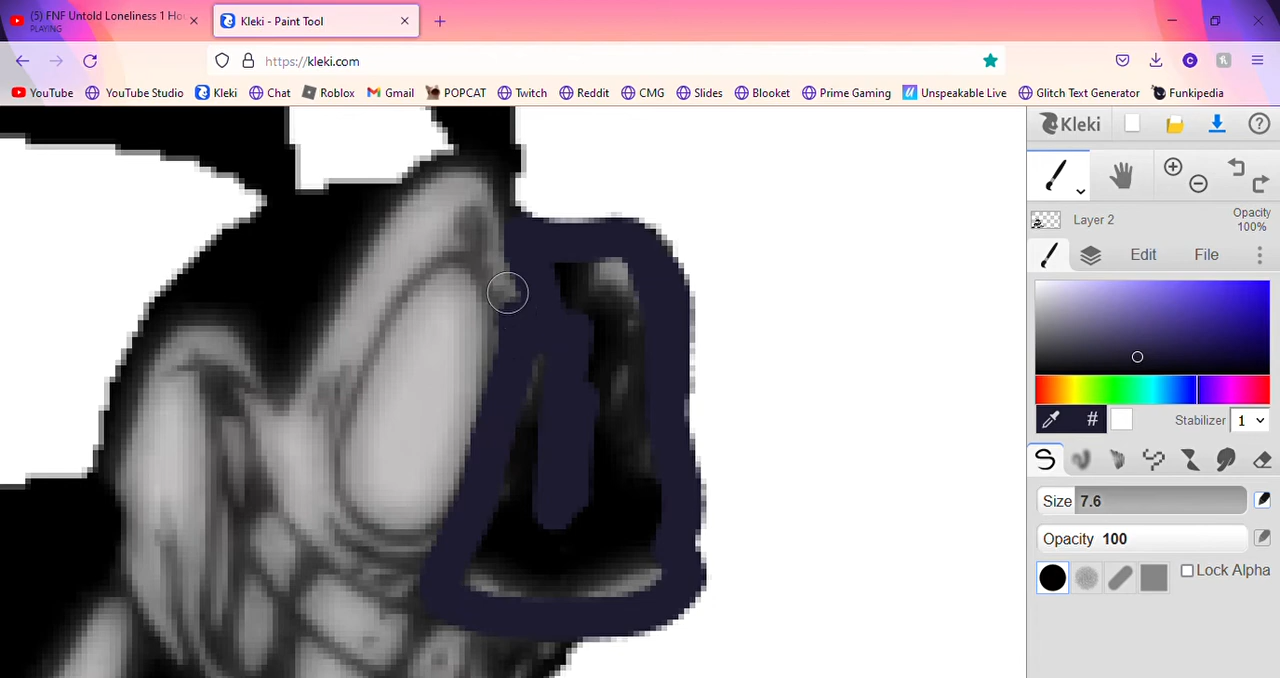 (5) FNF Untold Loneliness 1 Ho
PLAYING
Kleki - Paint Tool
https://kleki.com
YouTube YouTube Studio Kleki Chat Roblox Gmail POPCAT Twitch Reddit CMG Slides Blooket Prime Gaming Unspeakable Live Glitch Text Generator Funkipedia
Kleki
Layer 2
Opacity
100%
Edit File
# Stabilizer 1
Size 7.6
Opacity 100
Lock Alpha